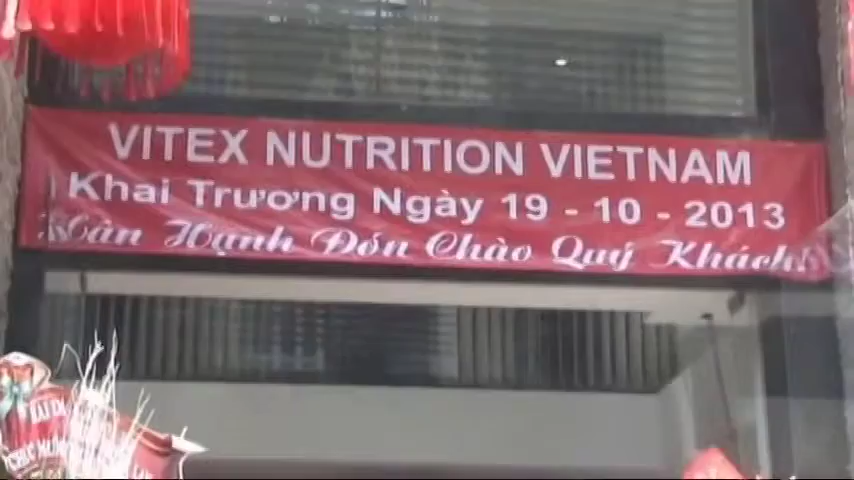 VITEX NUTRITION VIETNAM
Khai Trương Ngày 19 - 10 - 2013
Hân Hạnh Đón Chào Quý Khách!